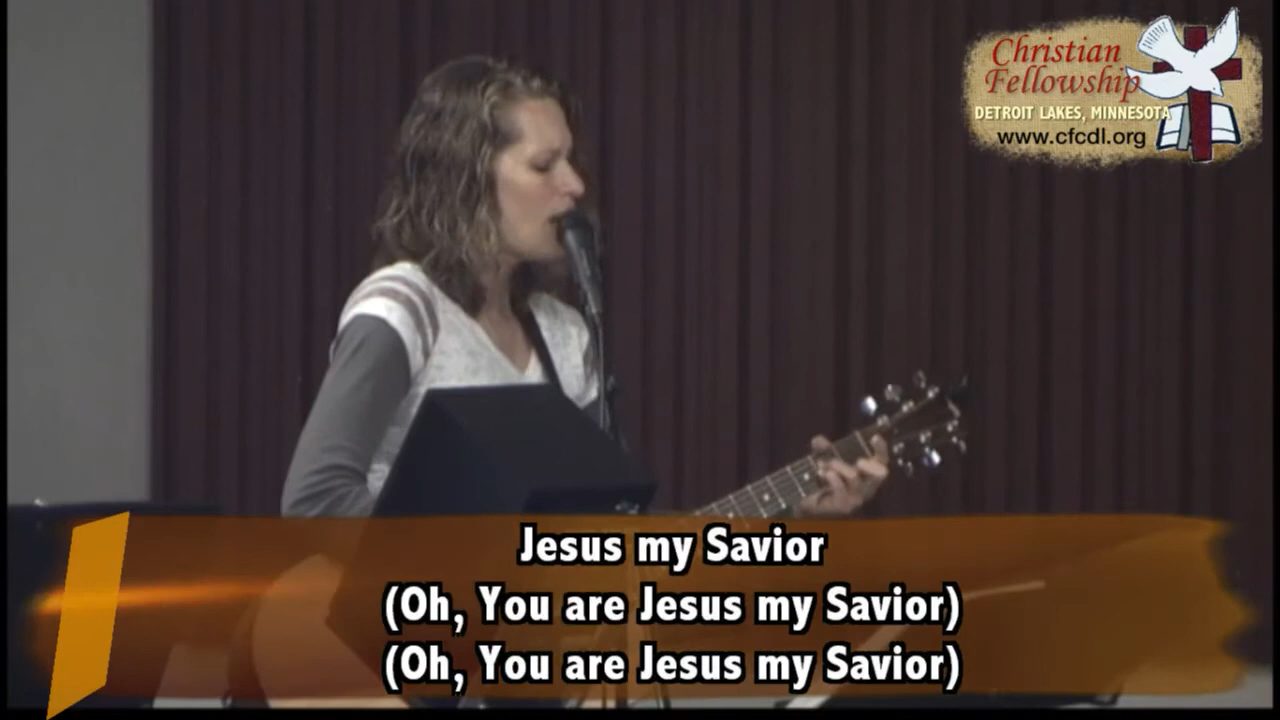 Christian
Fellowship
DETROIT LAKES, MINNESOTA
www.cfcdl.org
Jesus my Savior
(Oh, You are Jesus my Savior)
(Oh, You are Jesus my Savior)